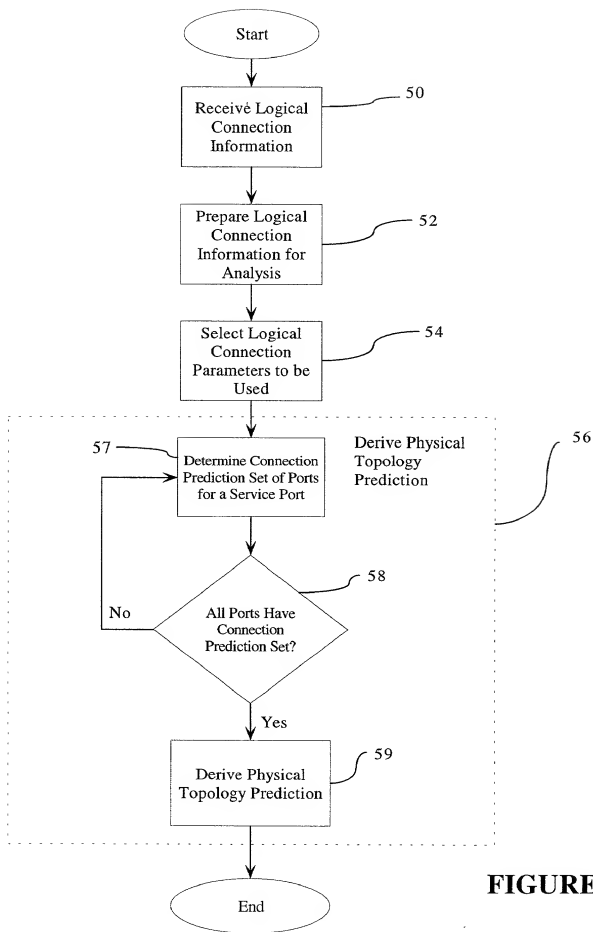 Start
Receive Logical
Connection
Information
50
Prepare Logical
Connection
Information for
Analysis
52
Select Logical
Connection
Parameters to be
Used
54
57
Determine Connection
Prediction Set of Ports
for a Service Port
Derive Physical
Topology
Prediction
56
58
All Ports Have
Connection
Prediction Set?
No
Yes
59
Derive Physical
Topology Prediction
End
FIGURE